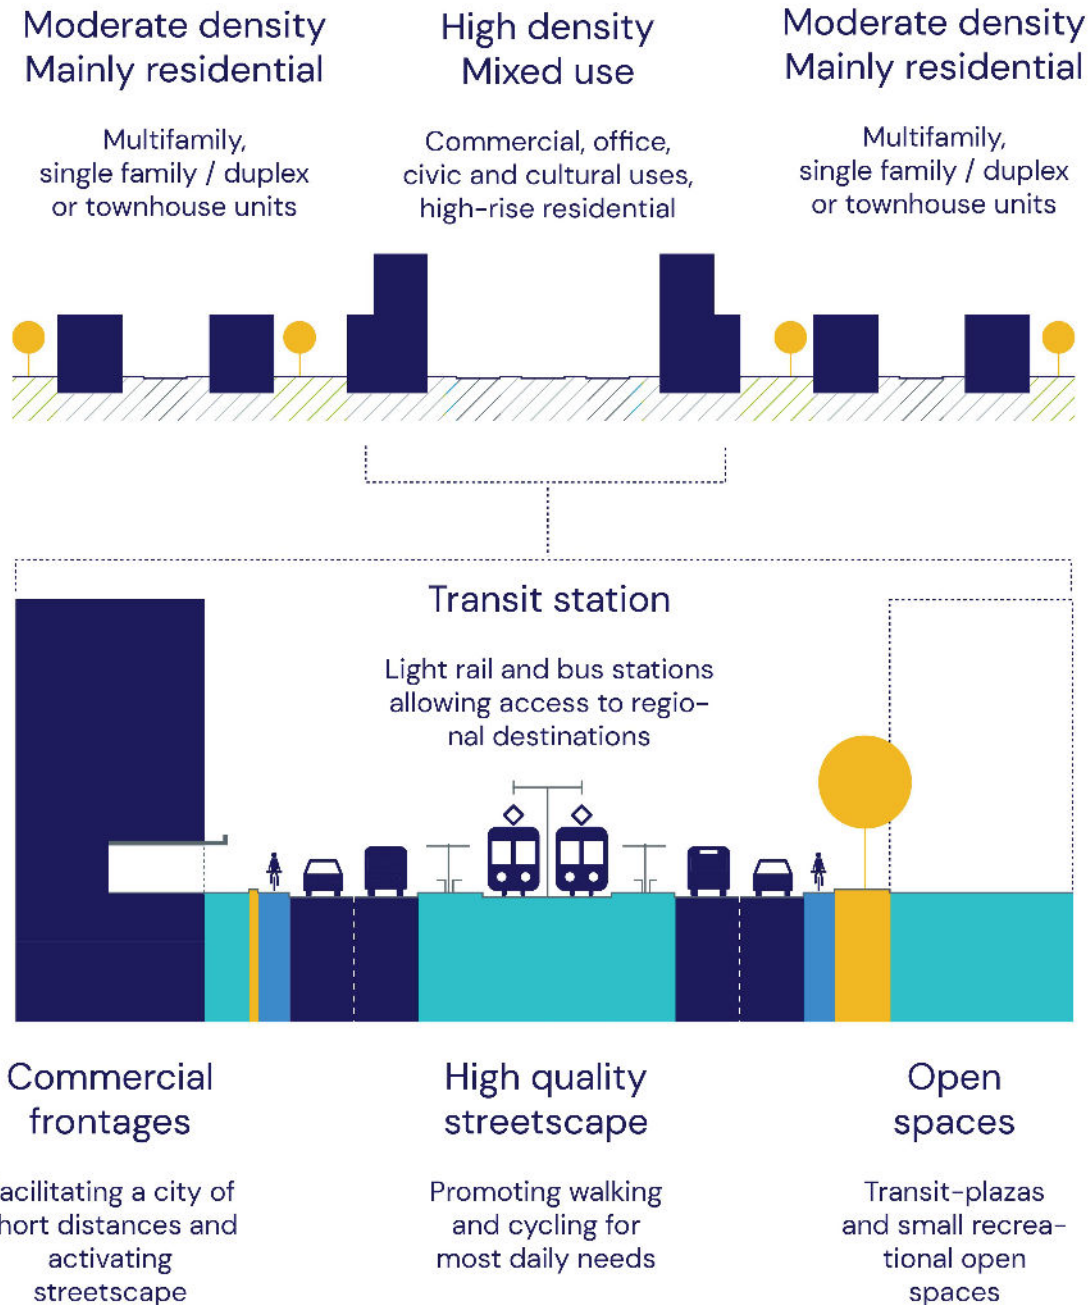 Moderate density
Mainly residential
Multifamily,
single family / duplex
or townhouse units
High density
Mixed use
Commercial, office,
civic and cultural uses,
high-rise residential
Moderate density
Mainly residential
Multifamily,
single family / duplex
or townhouse units
Transit station
Light rail and bus stations
allowing access to regio-
nal destinations
Commercial
frontages
acilitating a city of
hort distances and
activating
streetscape
High quality
streetscape
Promoting walking
and cycling for
most daily needs
Open
spaces
Transit-plazas
and small recrea-
tional open
spaces